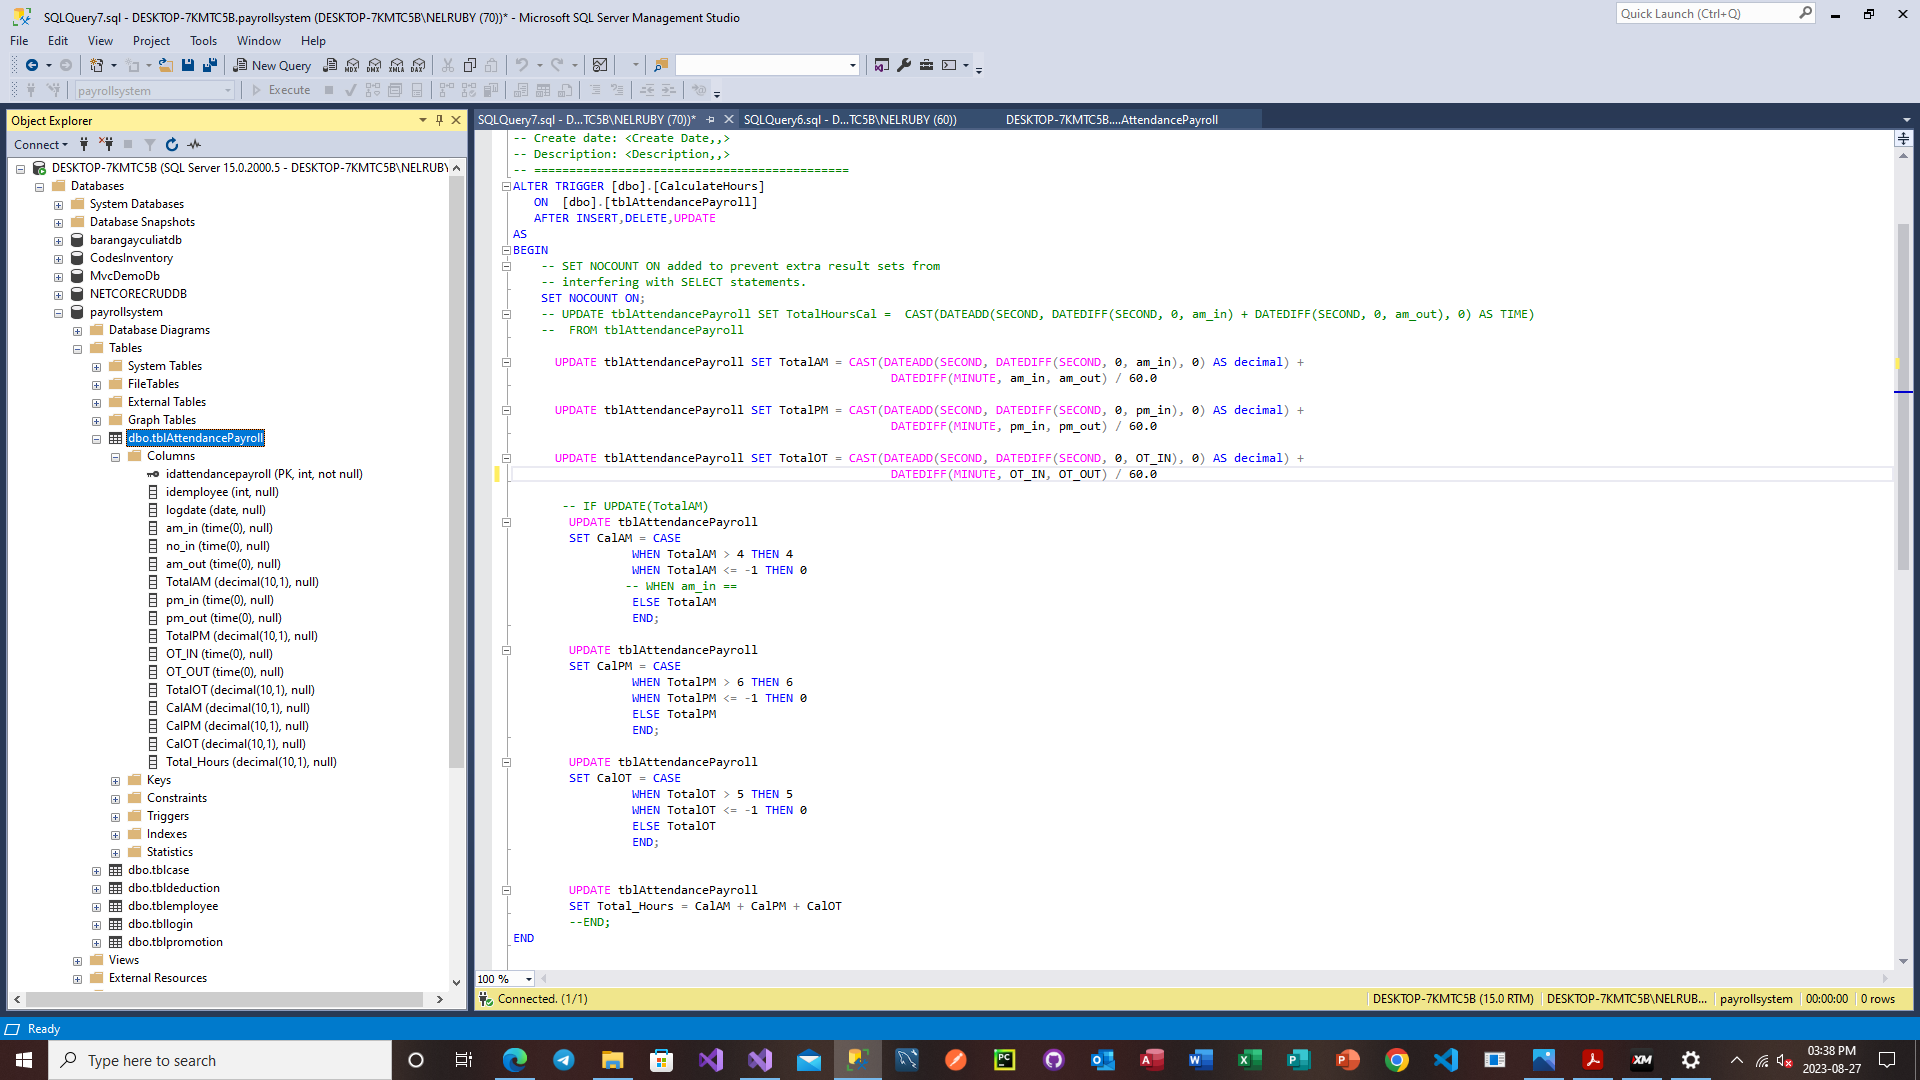 SQLQuery7.sql - DESKTOP-7KMTC5B.payrollsystem (DESKTOP-7KMTC5B\NELRUBY (70))* - Microsoft SQL Server Management Studio
Quick Launch (Ctrl+Q)
File Edit View Project Tools Window Help
New Query MDX DMX XMLA DAX
payrollsystem Execute
Object Explorer
Connect
DESKTOP-7KMTC5B (SQL Server 15.0.2000.5 - DESKTOP-7KMTC5B\NELRUBY
Databases
System Databases
Database Snapshots
barangayculiatdb
CodesInventory
MvcDemoDb
NETCORECRUDDB
payrollsystem
Database Diagrams
Tables
System Tables
FileTables
External Tables
Graph Tables
dbo.tblAttendancePayroll
Columns
idattendancepayroll (PK, int, not null)
idemployee (int, null)
logdate (date, null)
am_in (time(0), null)
no_in (time(0), null)
am_out (time(0), null)
TotalAM (decimal(10,1), null)
pm_in (time(0), null)
pm_out (time(0), null)
TotalPM (decimal(10,1), null)
OT_IN (time(0), null)
OT_OUT (time(0), null)
TotalOT (decimal(10,1), null)
CalAM (decimal(10,1), null)
CalPM (decimal(10,1), null)
CalOT (decimal(10,1), null)
Total_Hours (decimal(10,1), null)
Keys
Constraints
Triggers
Indexes
Statistics
dbo.tblcase
dbo.tbldeduction
dbo.tblemployee
dbo.tbllogin
dbo.tblpromotion
Views
External Resources
SQLQuery7.sql - D...TC5B\NELRUBY (70))* SQLQuery6.sql - D...TC5B\NELRUBY (60)) DESKTOP-7KMTC5B....AttendancePayroll
-- Create date: <Create Date,,>
-- Description: <Description,,>
-- =============================================
ALTER TRIGGER [dbo].[CalculateHours]
ON [dbo].[tblAttendancePayroll]
AFTER INSERT,DELETE,UPDATE
AS
BEGIN
-- SET NOCOUNT ON added to prevent extra result sets from
-- interfering with SELECT statements.
SET NOCOUNT ON;
-- UPDATE tblAttendancePayroll SET TotalHoursCal = CAST(DATEADD(SECOND, DATEDIFF(SECOND, 0, am_in) + DATEDIFF(SECOND, 0, am_out), 0) AS TIME)
-- FROM tblAttendancePayroll
UPDATE tblAttendancePayroll SET TotalAM = CAST(DATEADD(SECOND, DATEDIFF(SECOND, 0, am_in), 0) AS decimal) +
DATEDIFF(MINUTE, am_in, am_out) / 60.0
UPDATE tblAttendancePayroll SET TotalPM = CAST(DATEADD(SECOND, DATEDIFF(SECOND, 0, pm_in), 0) AS decimal) +
DATEDIFF(MINUTE, pm_in, pm_out) / 60.0
UPDATE tblAttendancePayroll SET TotalOT = CAST(DATEADD(SECOND, DATEDIFF(SECOND, 0, OT_IN), 0) AS decimal) +
DATEDIFF(MINUTE, OT_IN, OT_OUT) / 60.0
-- IF UPDATE(TotalAM)
UPDATE tblAttendancePayroll
SET CalAM = CASE
WHEN TotalAM > 4 THEN 4
WHEN TotalAM <= -1 THEN 0
-- WHEN am_in ==
ELSE TotalAM
END;
UPDATE tblAttendancePayroll
SET CalPM = CASE
WHEN TotalPM > 6 THEN 6
WHEN TotalPM <= -1 THEN 0
ELSE TotalPM
END;
UPDATE tblAttendancePayroll
SET CalOT = CASE
WHEN TotalOT > 5 THEN 5
WHEN TotalOT <= -1 THEN 0
ELSE TotalOT
END;
UPDATE tblAttendancePayroll
SET Total_Hours = CalAM + CalPM + CalOT
--END;
END
100 %
Connected. (1/1) DESKTOP-7KMTC5B (15.0 RTM) DESKTOP-7KMTC5B\NELRUB... payrollsystem 00:00:00 0 rows
Ready
Type here to search
03:38 PM
2023-08-27